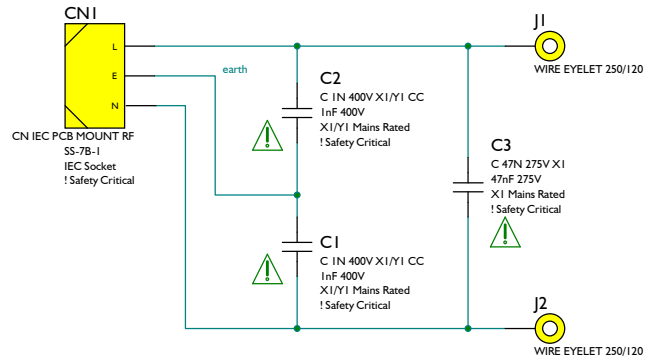 CN1
L
E
N
CN IEC PCB MOUNT RF
SS-7B-1
IEC Socket
! Safety Critical
earth
C2
C 1N 400V X1/Y1 CC
1nF 400V
X1/Y1 Mains Rated
! Safety Critical
C1
C 1N 400V X1/Y1 CC
1nF 400V
X1/Y1 Mains Rated
! Safety Critical
C3
C 47N 275V X1
47nF 275V
X1 Mains Rated
! Safety Critical
J1
WIRE EYELET 250/120
J2
WIRE EYELET 250/120